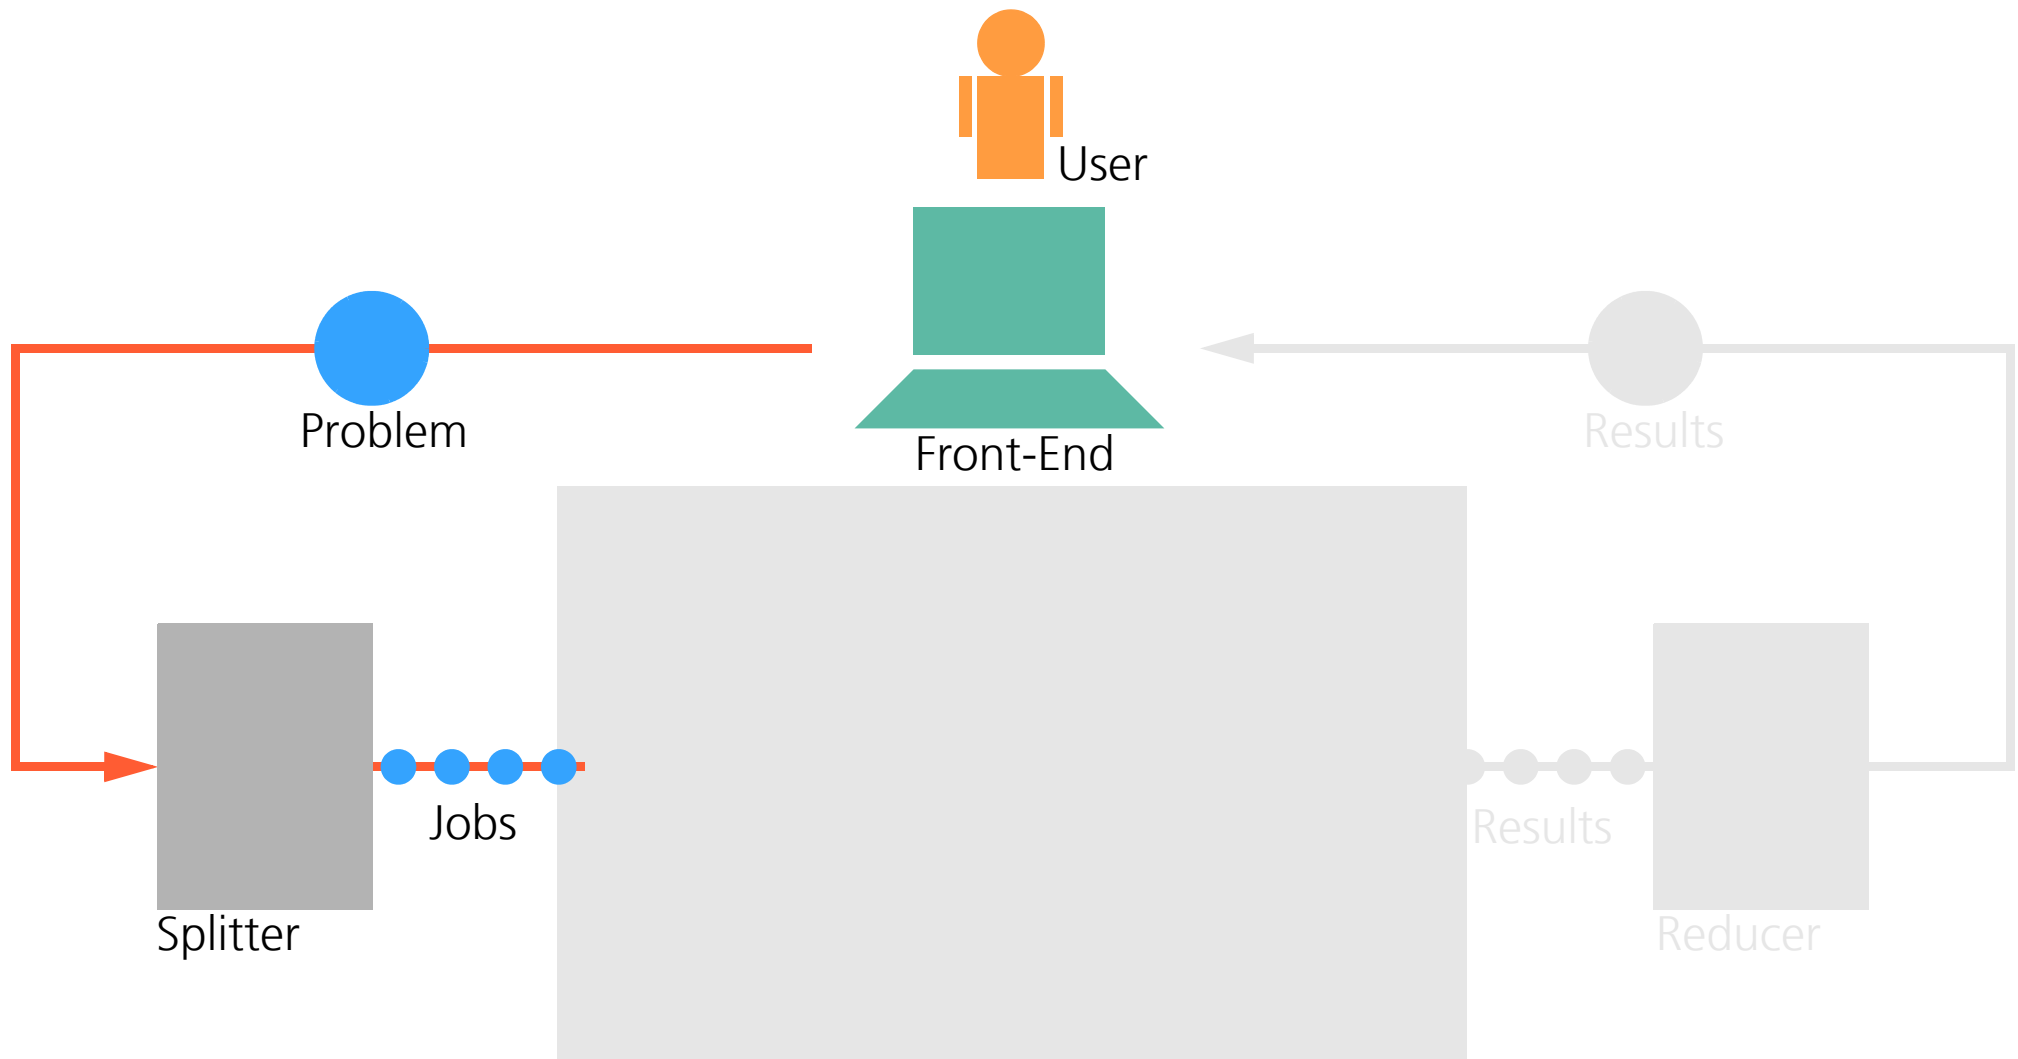 User
Problem
Front-End
Results
Jobs
Results
Splitter
Reducer